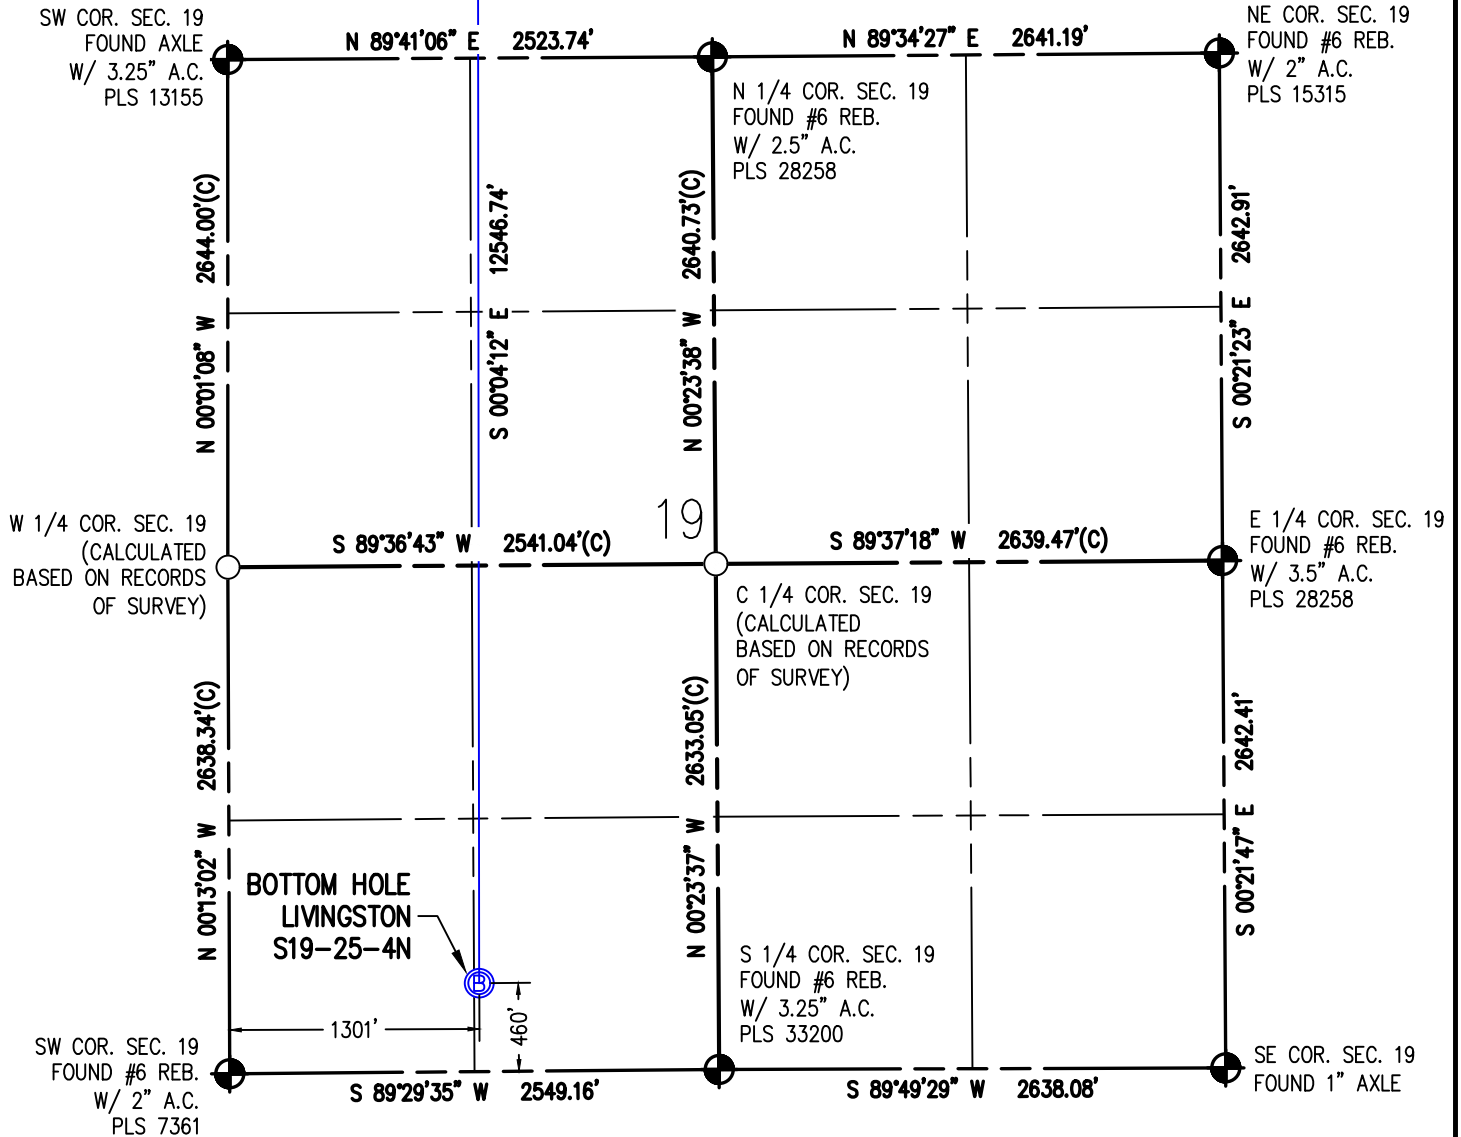 SW COR. SEC. 19
FOUND AXLE
W/ 3.25" A.C.
PLS 13155
N 89°41'06" E 2523.74'
N 89°34'27" E 2641.19'
NE COR. SEC. 19
FOUND #6 REB.
W/ 2" A.C.
PLS 15315
N 1/4 COR. SEC. 19
FOUND #6 REB.
W/ 2.5" A.C.
PLS 28258
N 00°01'08" W 2644.00'(C)
S 00°04'12" E 12546.74'
N 00°23'38" W 2640.73'(C)
S 00°21'23" E 2642.91'
W 1/4 COR. SEC. 19
(CALCULATED
BASED ON RECORDS
OF SURVEY)
S 89°36'43" W 2541.04'(C)
19
S 89°37'18" W 2639.47'(C)
E 1/4 COR. SEC. 19
FOUND #6 REB.
W/ 3.5" A.C.
PLS 28258
C 1/4 COR. SEC. 19
(CALCULATED
BASED ON RECORDS
OF SURVEY)
N 00°13'02" W 2638.34'(C)
N 00°23'37" W 2633.05'(C)
S 00°21'47" E 2642.41'
BOTTOM HOLE
LIVINGSTON
S19-25-4N
B
1301'
460'
S 1/4 COR. SEC. 19
FOUND #6 REB.
W/ 3.25" A.C.
PLS 33200
SW COR. SEC. 19
FOUND #6 REB.
W/ 2" A.C.
PLS 7361
S 89°29'35" W 2549.16'
S 89°49'29" W 2638.08'
SE COR. SEC. 19
FOUND 1" AXLE